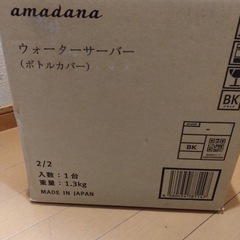 amadana
ウォーターサーバー
(ボトルカバー)
BK
BK
2/2
入数：1台
重量：1.3kg
MADE IN JAPAN